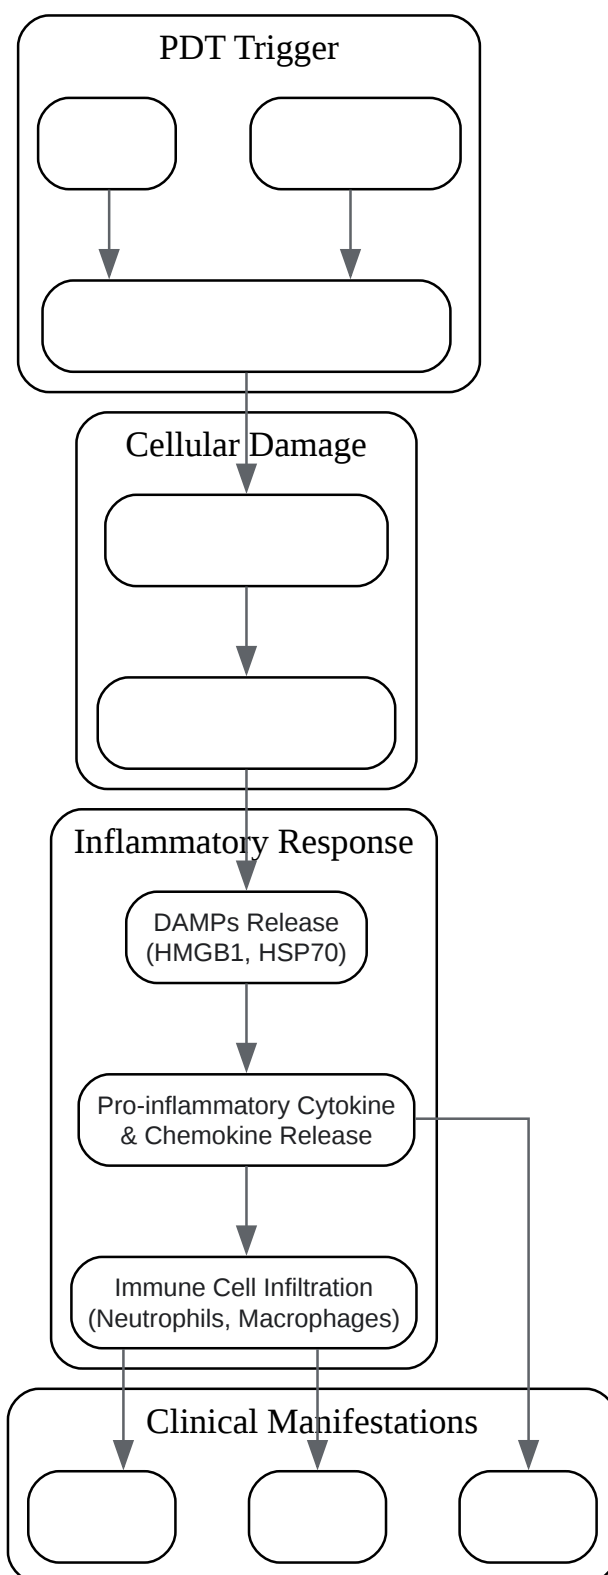 PDT Trigger
Cellular Damage
Inflammatory Response
DAMPs Release
(HMGB1, HSP70)
Pro-inflammatory Cytokine
& Chemokine Release
Immune Cell Infiltration
(Neutrophils, Macrophages)
Clinical Manifestations